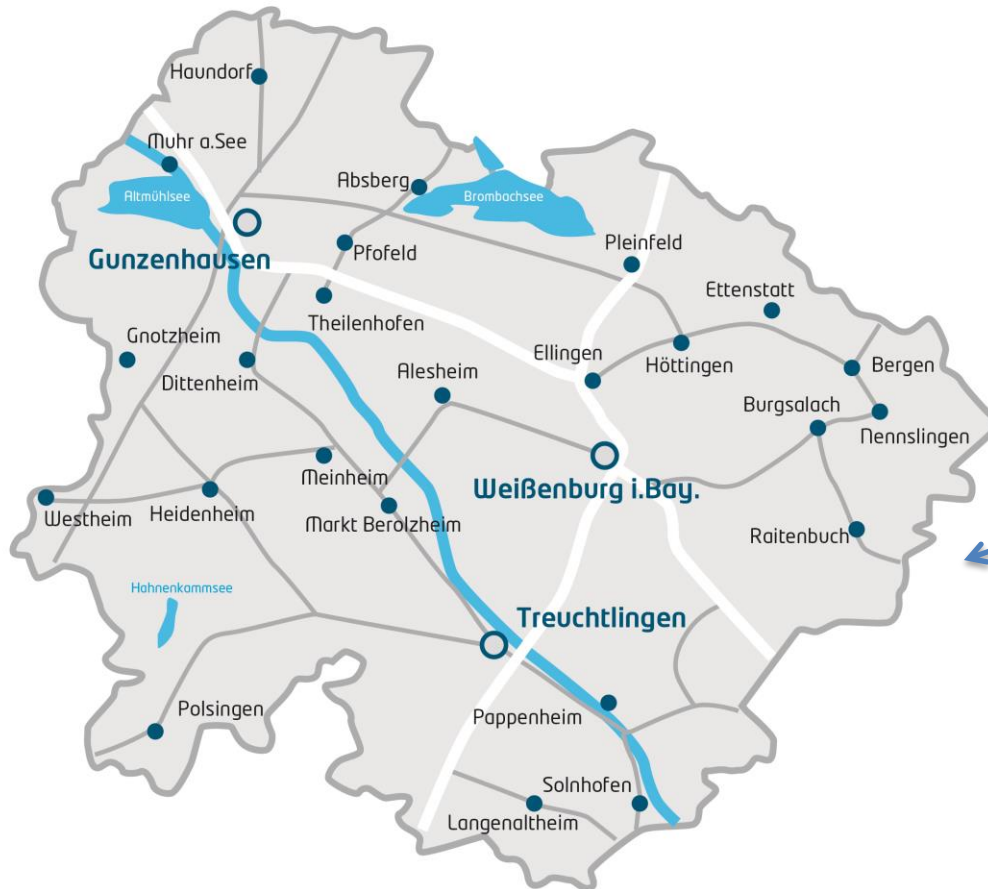 Haundorf
Muhr a.See
Absberg
Altmühlsee
Brombachsee
Pleinfeld
Pfofeld
Gunzenhausen
Ettenstatt
Theilenhofen
Gnotzheim
Ellingen
Höttingen
Bergen
Dittenheim
Alesheim
Burgsalach
Nennslingen
Meinheim
Weißenburg i.Bay.
Westheim
Heidenheim
Markt Berolzheim
Raitenbuch
Hahnenkammsee
Treuchtlingen
Polsingen
Pappenheim
Solnhofen
Langenaltheim